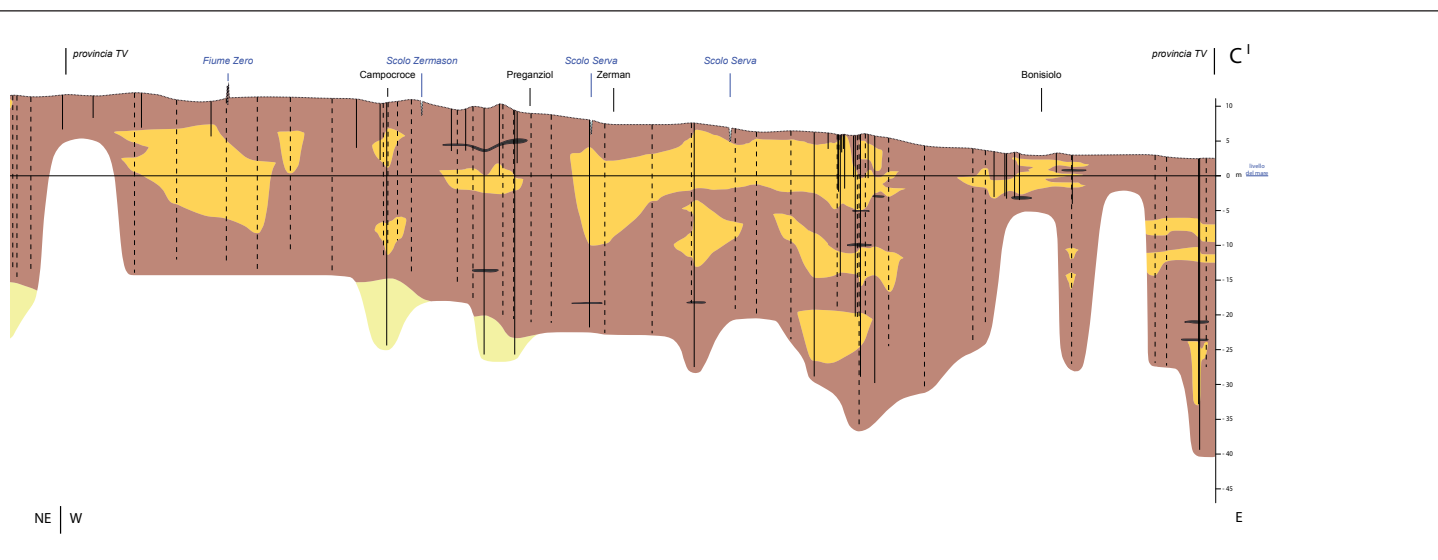 provincia TV
Fiume Zero
Scolo Zermason
Campocroce
Preganziol
Scolo Serva
Zerman
Scolo Serva
Bonisiolo
provincia TV
C I
10
5
0 m livello
del mare
-5
-10
-15
-20
-25
-30
-35
-40
-45
NE W
E